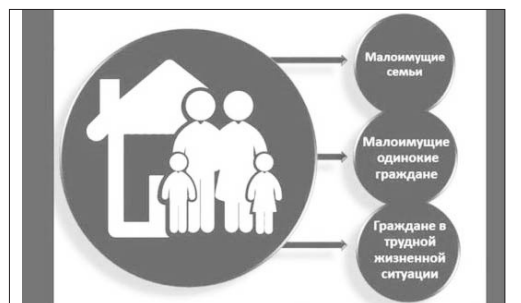 Малоимущие
семьи
Малоимущие
одинокие
граждане
Граждане в
трудной
жизненной
ситуации